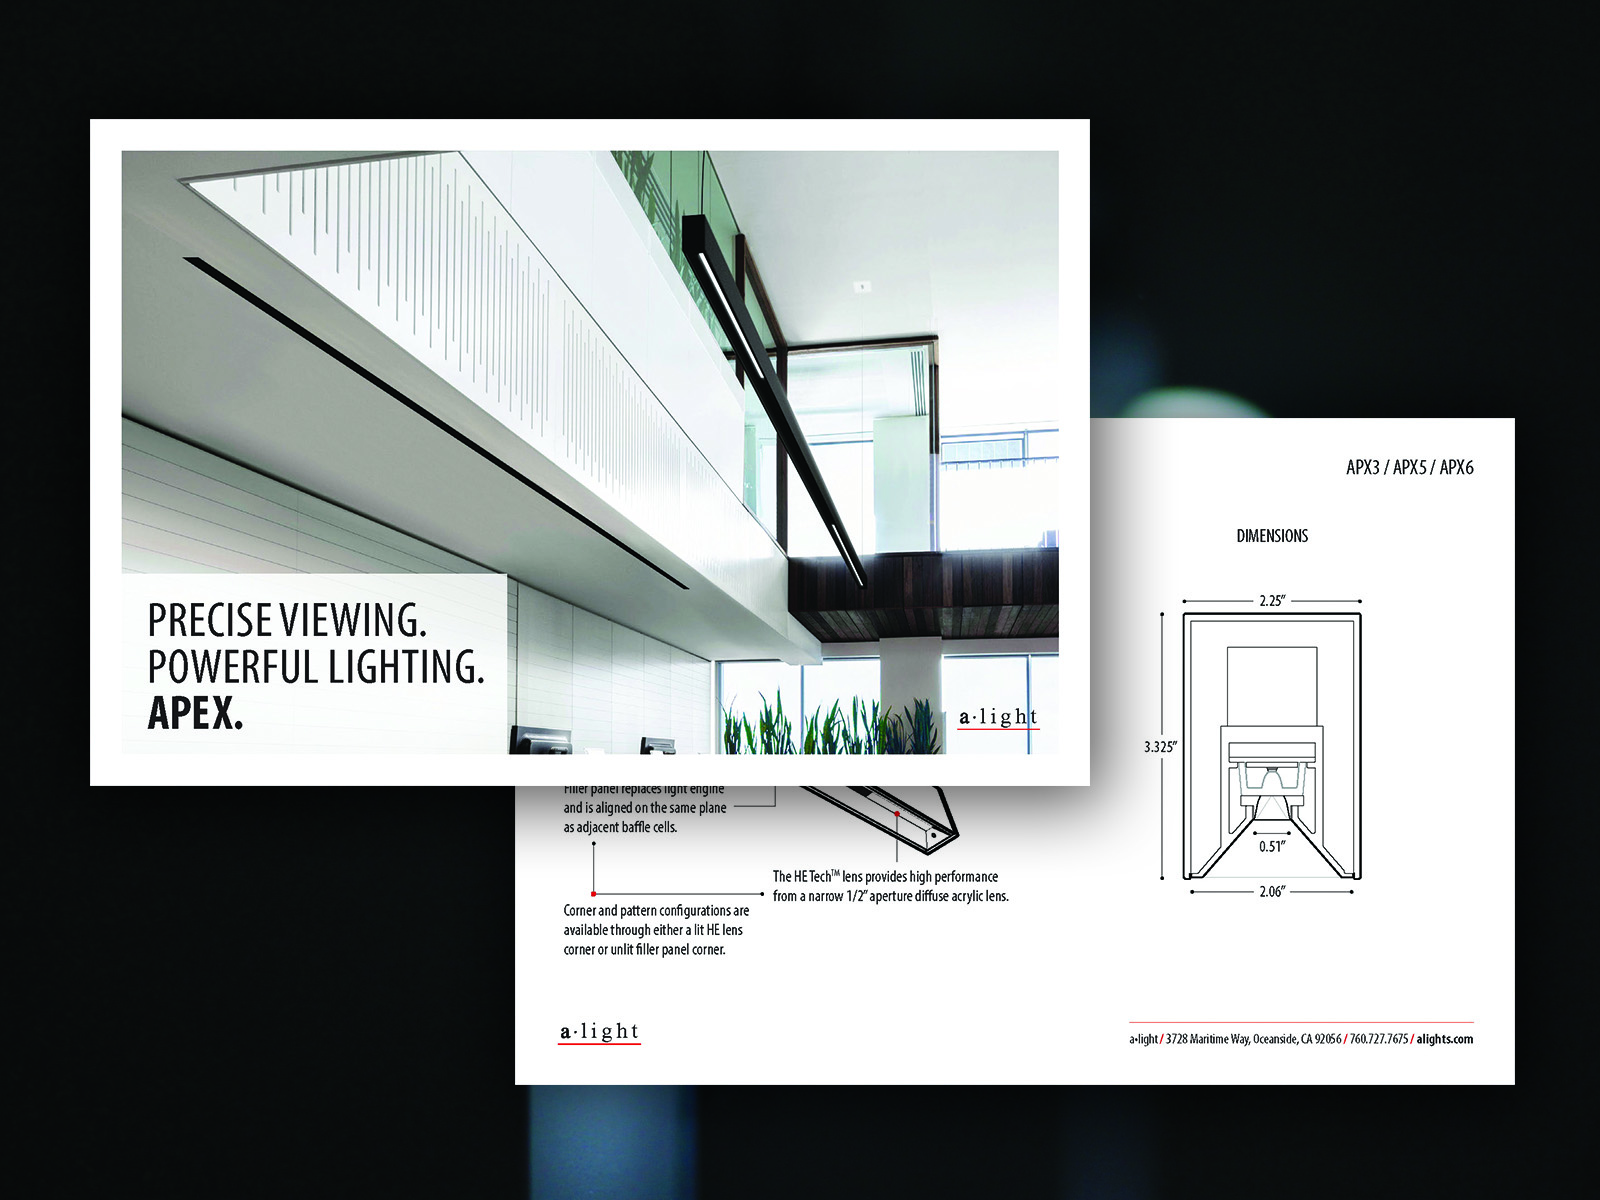 PRECISE VIEWING.
POWERFUL LIGHTING.
APEX.
a·light
APX3 / APX5 / APX6
DIMENSIONS
2.25”
3.325”
0.51”
2.06”
Filler panel replaces light engine
and is aligned on the same plane
as adjacent baffle cells.
The HE Tech™ lens provides high performance
from a narrow 1/2” aperture diffuse acrylic lens.
Corner and pattern configurations are
available through either a lit HE lens
corner or unlit filler panel corner.
a·light
a•light / 3728 Maritime Way, Oceanside, CA 92056 / 760.727.7675 / alights.com